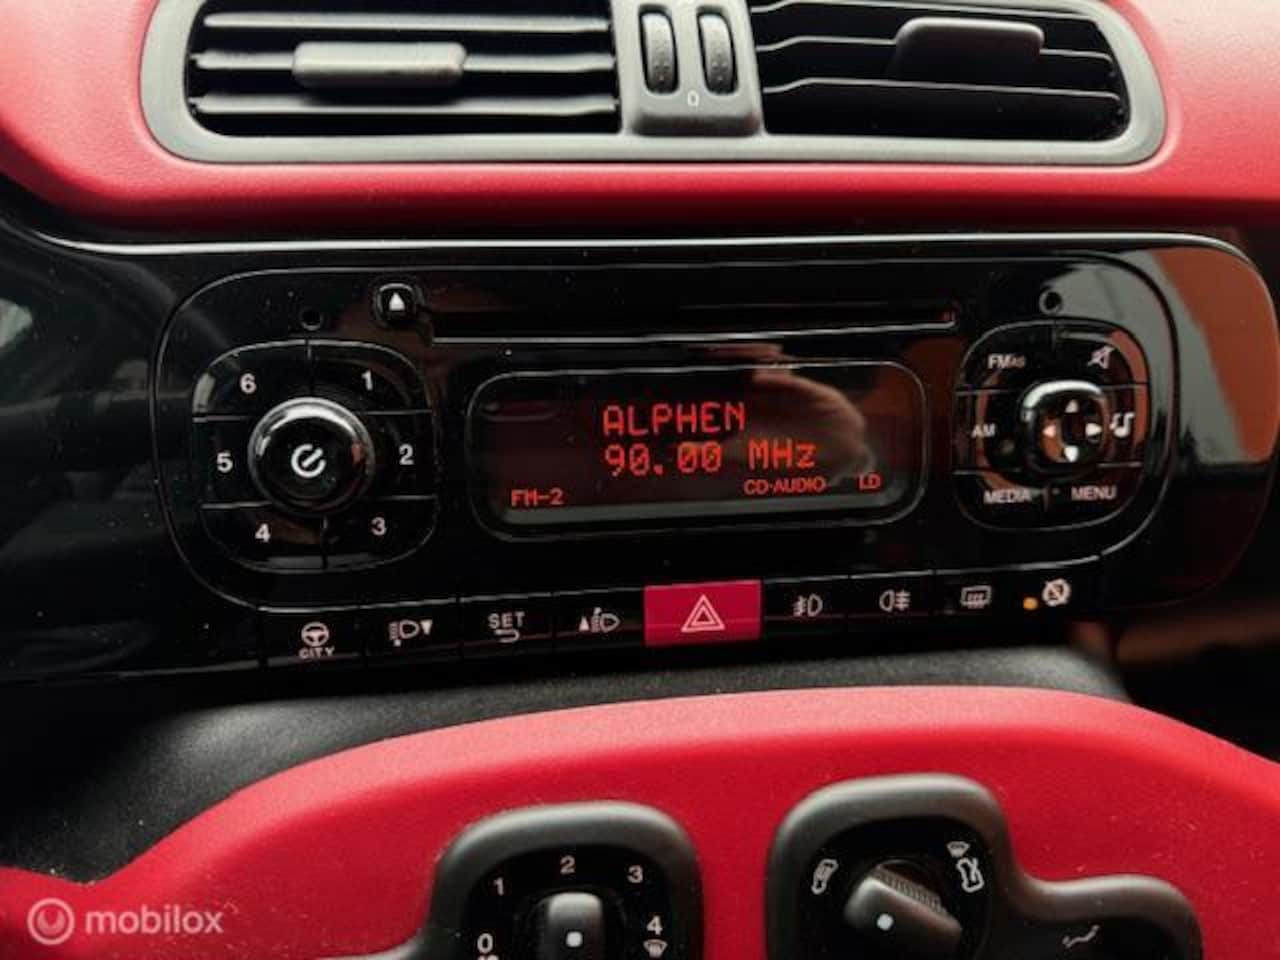 0
6
1
5
2
4
3
ALPHEN
90.00 MHz
FM-2
CD·AUDIO
LD
FMAS
AM
MEDIA
MENU
CITY
SET
1
2
3
4
0
mobilox